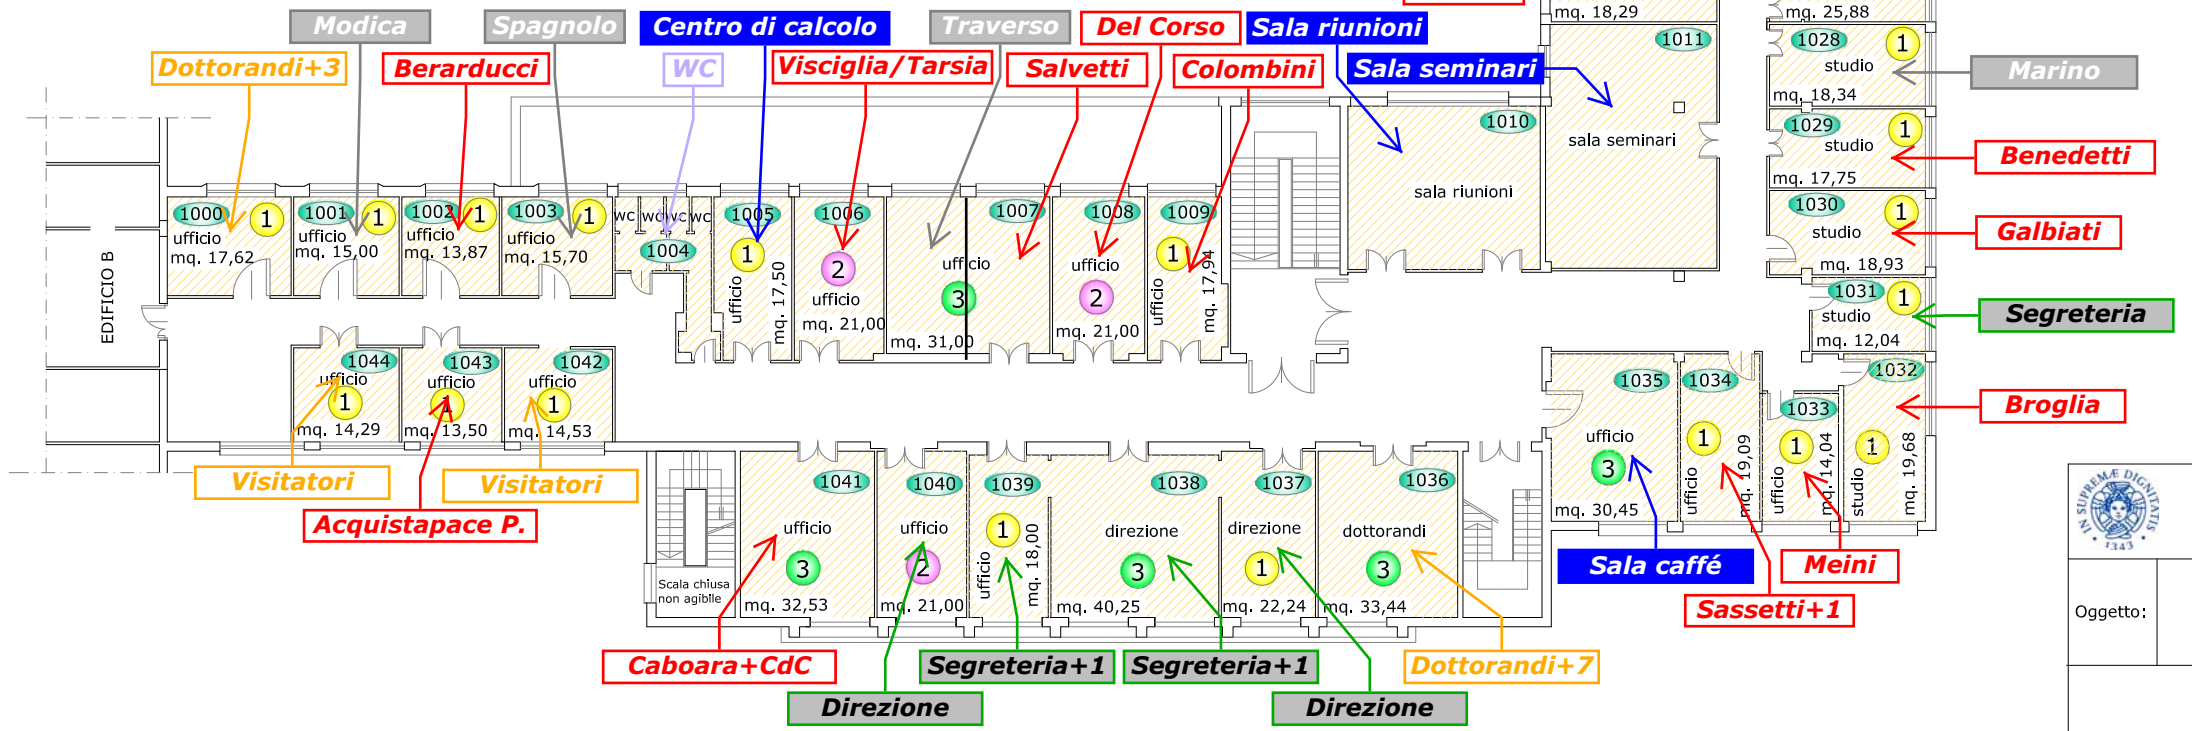 mq. 18,29
mq. 25,88
Modica
Spagnolo
Centro di calcolo
Traverso
Del Corso
Sala riunioni
1011
1028
1
studio
mq. 18,34
Dottorandi+3
Berarducci
WC
Visciglia/Tarsia
Salvetti
Colombini
Sala seminari
Marino
1010
sala seminari
1029
1
studio
mq. 17,75
Benedetti
sala riunioni
1000
1
ufficio
mq. 17,62
1001
1
ufficio
mq. 15,00
1002
1
ufficio
mq. 13,87
1003
1
ufficio
mq. 15,70
wc
wc
wc
wc
1004
1005
1
ufficio
mq. 17,50
1006
2
ufficio
mq. 21,00
1007
ufficio
3
mq. 31,00
1008
ufficio
2
mq. 21,00
1009
1
ufficio
mq. 17,94
1030
1
studio
mq. 18,93
Galbiati
EDIFICIO B
1031
1
studio
mq. 12,04
Segreteria
1044
ufficio
1
mq. 14,29
1043
ufficio
1
mq. 13,50
1042
ufficio
1
mq. 14,53
1035
ufficio
3
mq. 30,45
1034
1
ufficio
mq. 19,09
1033
1
ufficio
mq. 14,04
1032
1
studio
mq. 19,68
Broglia
Visitatori
Acquistapace P.
Visitatori
Scala chiusa
non agibile
1041
ufficio
3
mq. 32,53
1040
ufficio
2
mq. 21,00
1039
1
ufficio
mq. 18,00
1038
direzione
3
mq. 40,25
1037
direzione
1
mq. 22,24
1036
dottorandi
3
mq. 33,44
Sala caffé
Meini
Sassetti+1
Caboara+CdC
Segreteria+1
Segreteria+1
Dottorandi+7
Direzione
Direzione
IN SUPREMÆ DIGNITATIS
1343
Oggetto: